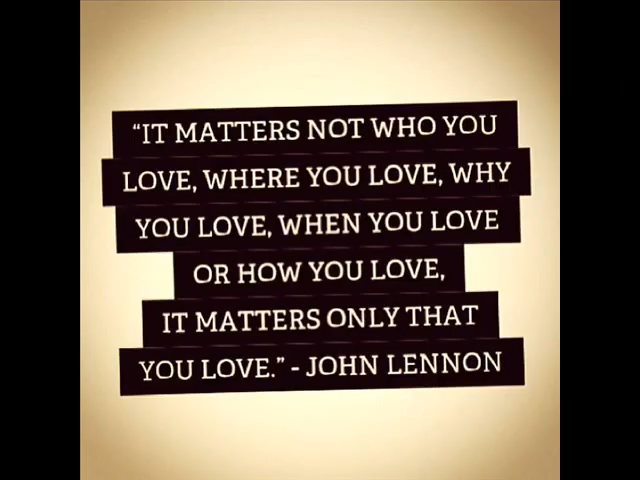 “IT MATTERS NOT WHO YOU
LOVE, WHERE YOU LOVE, WHY
YOU LOVE, WHEN YOU LOVE
OR HOW YOU LOVE,
IT MATTERS ONLY THAT
YOU LOVE.” - JOHN LENNON